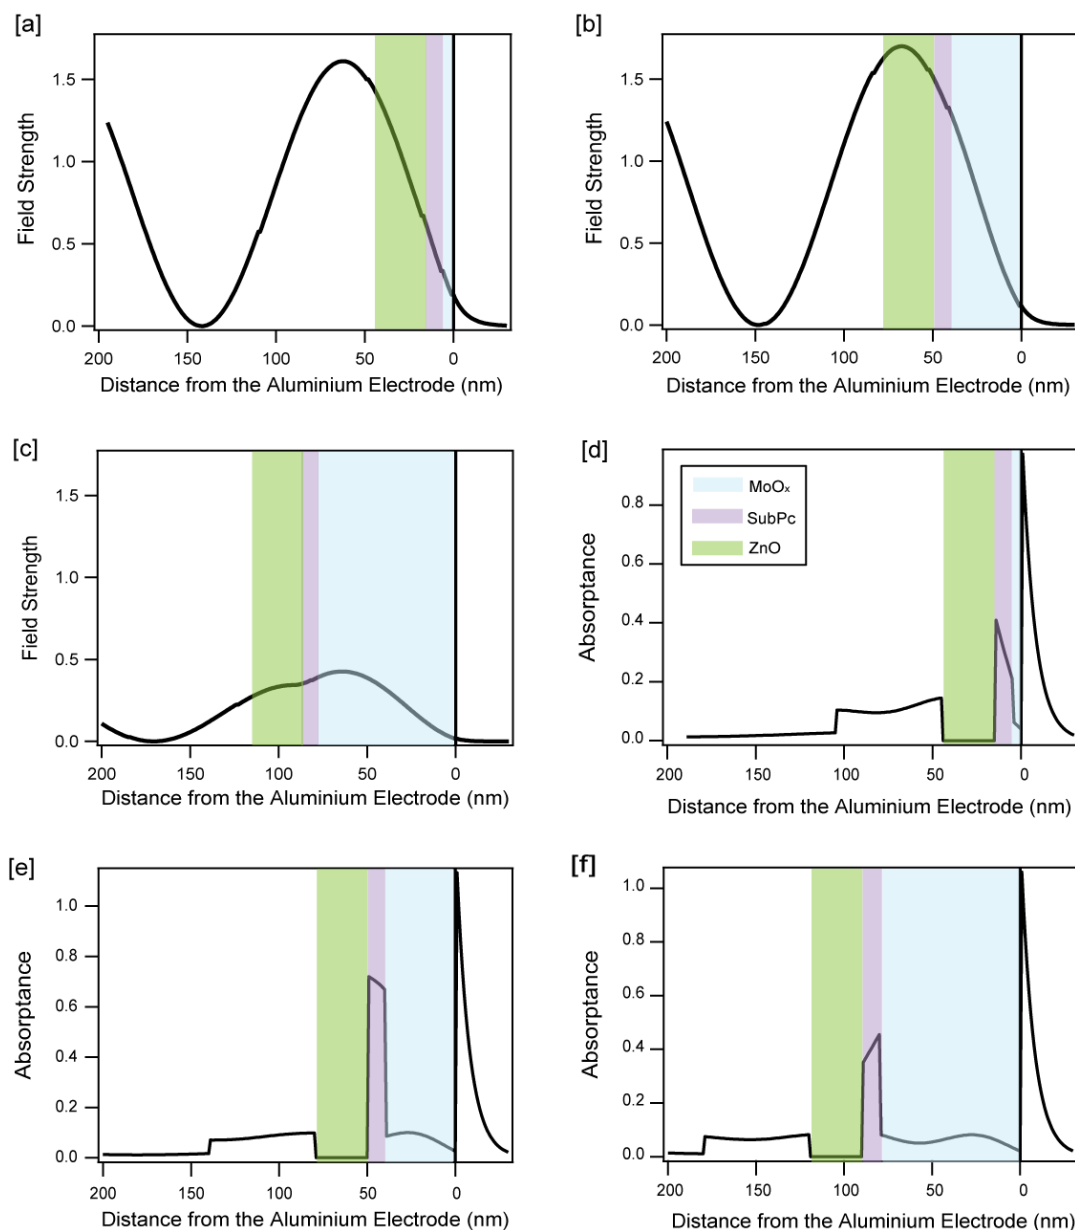 [a]
1.5
1.0
0.5
0.0
Field Strength
200 150 100 50 0
Distance from the Aluminium Electrode (nm)
[b]
1.5
1.0
0.5
0.0
Field Strength
200 150 100 50 0
Distance from the Aluminium Electrode (nm)
[c]
1.5
1.0
0.5
0.0
Field Strength
200 150 100 50 0
Distance from the Aluminium Electrode (nm)
[d]
MoOₓ
SubPc
ZnO
0.8
0.6
0.4
0.2
0.0
Absorptance
200 150 100 50 0
Distance from the Aluminium Electrode (nm)
[e]
1.0
0.8
0.6
0.4
0.2
0.0
Absorptance
200 150 100 50 0
Distance from the Aluminium Electrode (nm)
[f]
1.0
0.8
0.6
0.4
0.2
0.0
Absorptance
200 150 100 50 0
Distance from the Aluminium Electrode (nm)